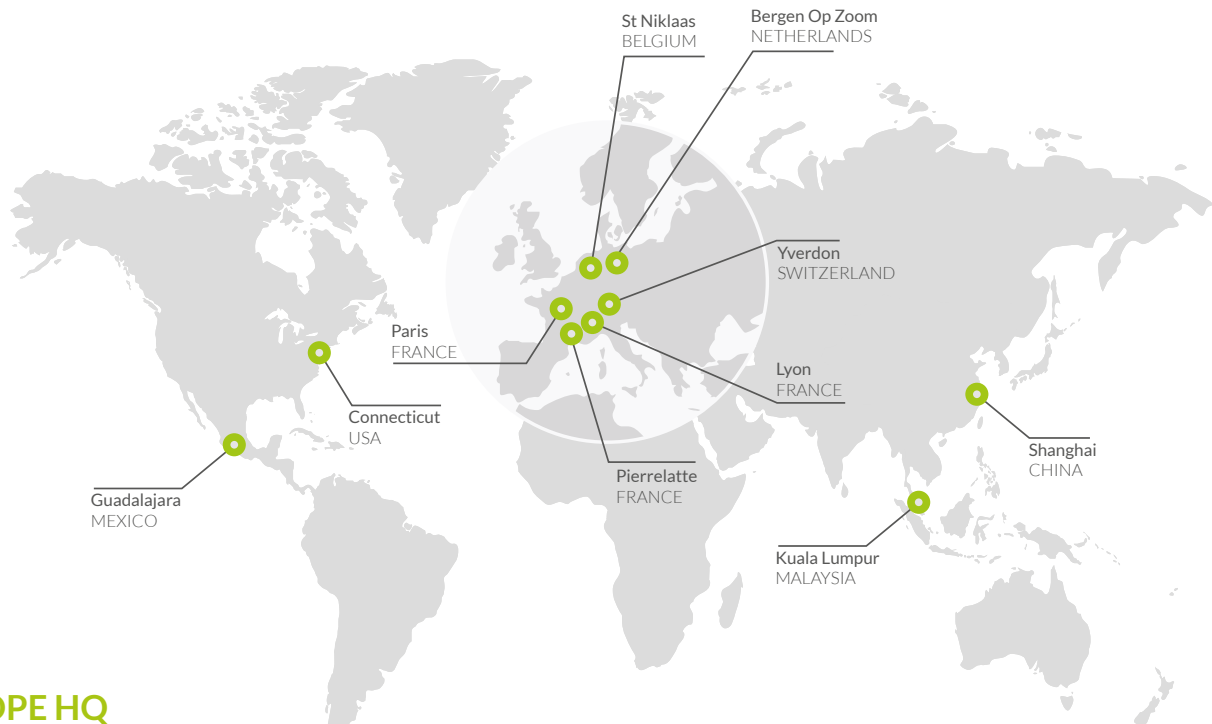 St Niklaas
BELGIUM
Bergen Op Zoom
NETHERLANDS
Yverdon
SWITZERLAND
Paris
FRANCE
Lyon
FRANCE
Connecticut
USA
Shanghai
CHINA
Pierrelatte
FRANCE
Guadalajara
MEXICO
Kuala Lumpur
MALAYSIA
OPE HQ